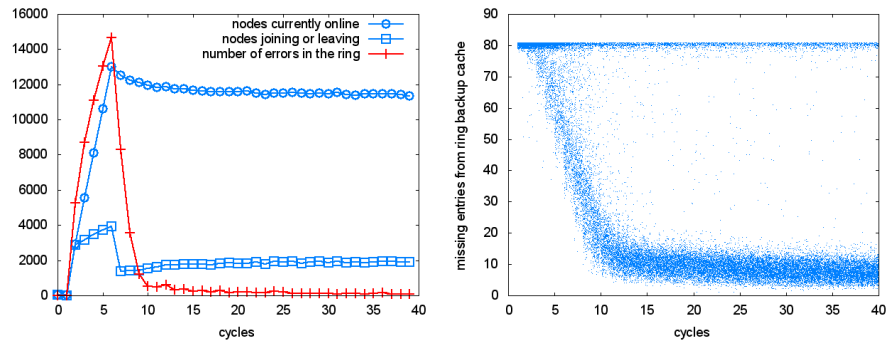 16000
14000
12000
10000
8000
6000
4000
2000
0
0 5 10 15 20 25 30 35 40
cycles
nodes currently online
nodes joining or leaving
number of errors in the ring
missing entries from ring backup cache
90
80
70
60
50
40
30
20
10
0
1 5 10 15 20 25 30 35 40
cycles